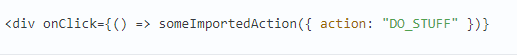 <div onClick={() => someImportedAction({ action: "DO_STUFF" })}